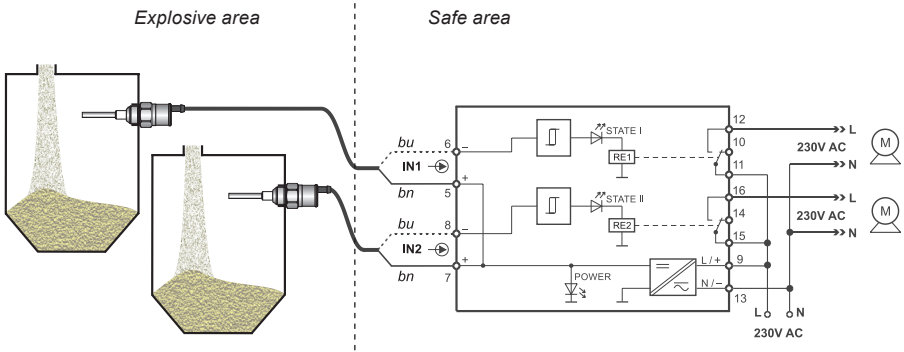 Explosive area
Safe area
bu
6
–
IN1
+
bn
5
bu
8
–
IN2
+
bn
7
STATE I
RE1
STATE II
RE2
POWER
L / +
N / –
12
10
11
16
14
15
9
13
L
230V AC
N
M
L
230V AC
N
M
L
N
230V AC